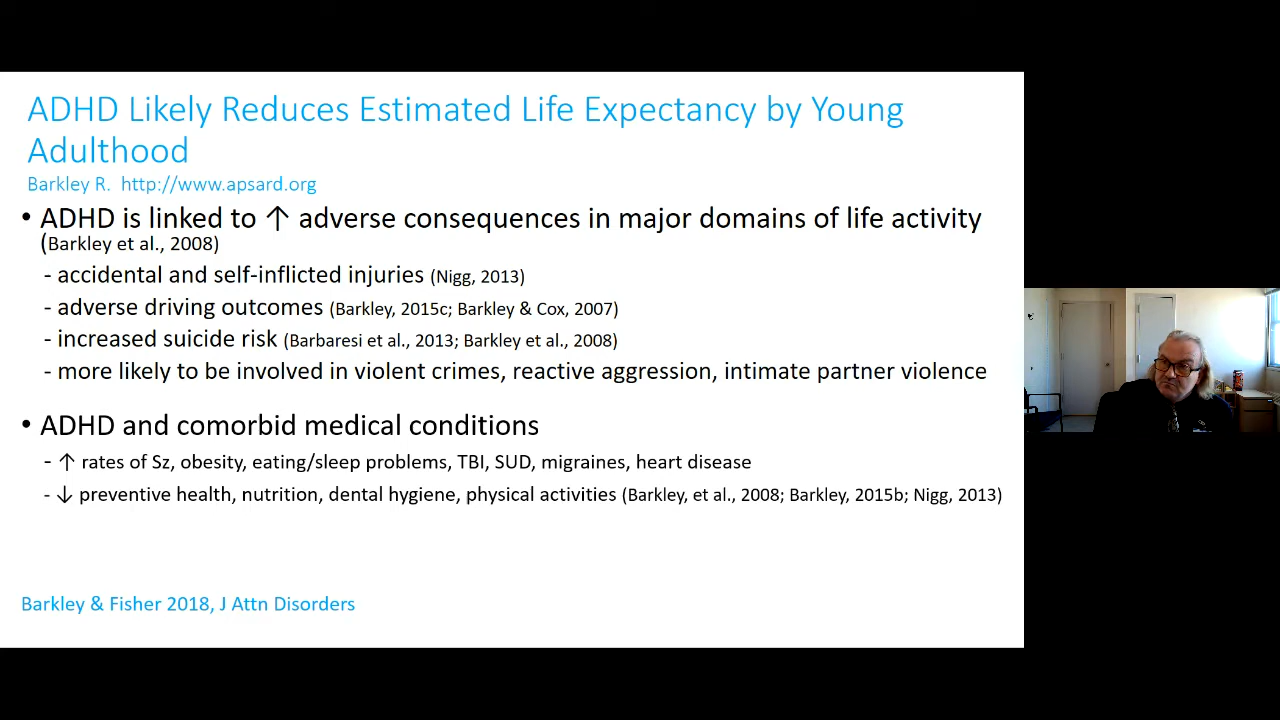 ADHD Likely Reduces Estimated Life Expectancy by Young
Adulthood
Barkley R.  http://www.apsard.org
• ADHD is linked to ↑ adverse consequences in major domains of life activity
(Barkley et al., 2008)
- accidental and self-inflicted injuries (Nigg, 2013)
- adverse driving outcomes (Barkley, 2015c; Barkley & Cox, 2007)
- increased suicide risk (Barbaresi et al., 2013; Barkley et al., 2008)
- more likely to be involved in violent crimes, reactive aggression, intimate partner violence
• ADHD and comorbid medical conditions
- ↑ rates of Sz, obesity, eating/sleep problems, TBI, SUD, migraines, heart disease
- ↓ preventive health, nutrition, dental hygiene, physical activities (Barkley, et al., 2008; Barkley, 2015b; Nigg, 2013)
Barkley & Fisher 2018, J Attn Disorders